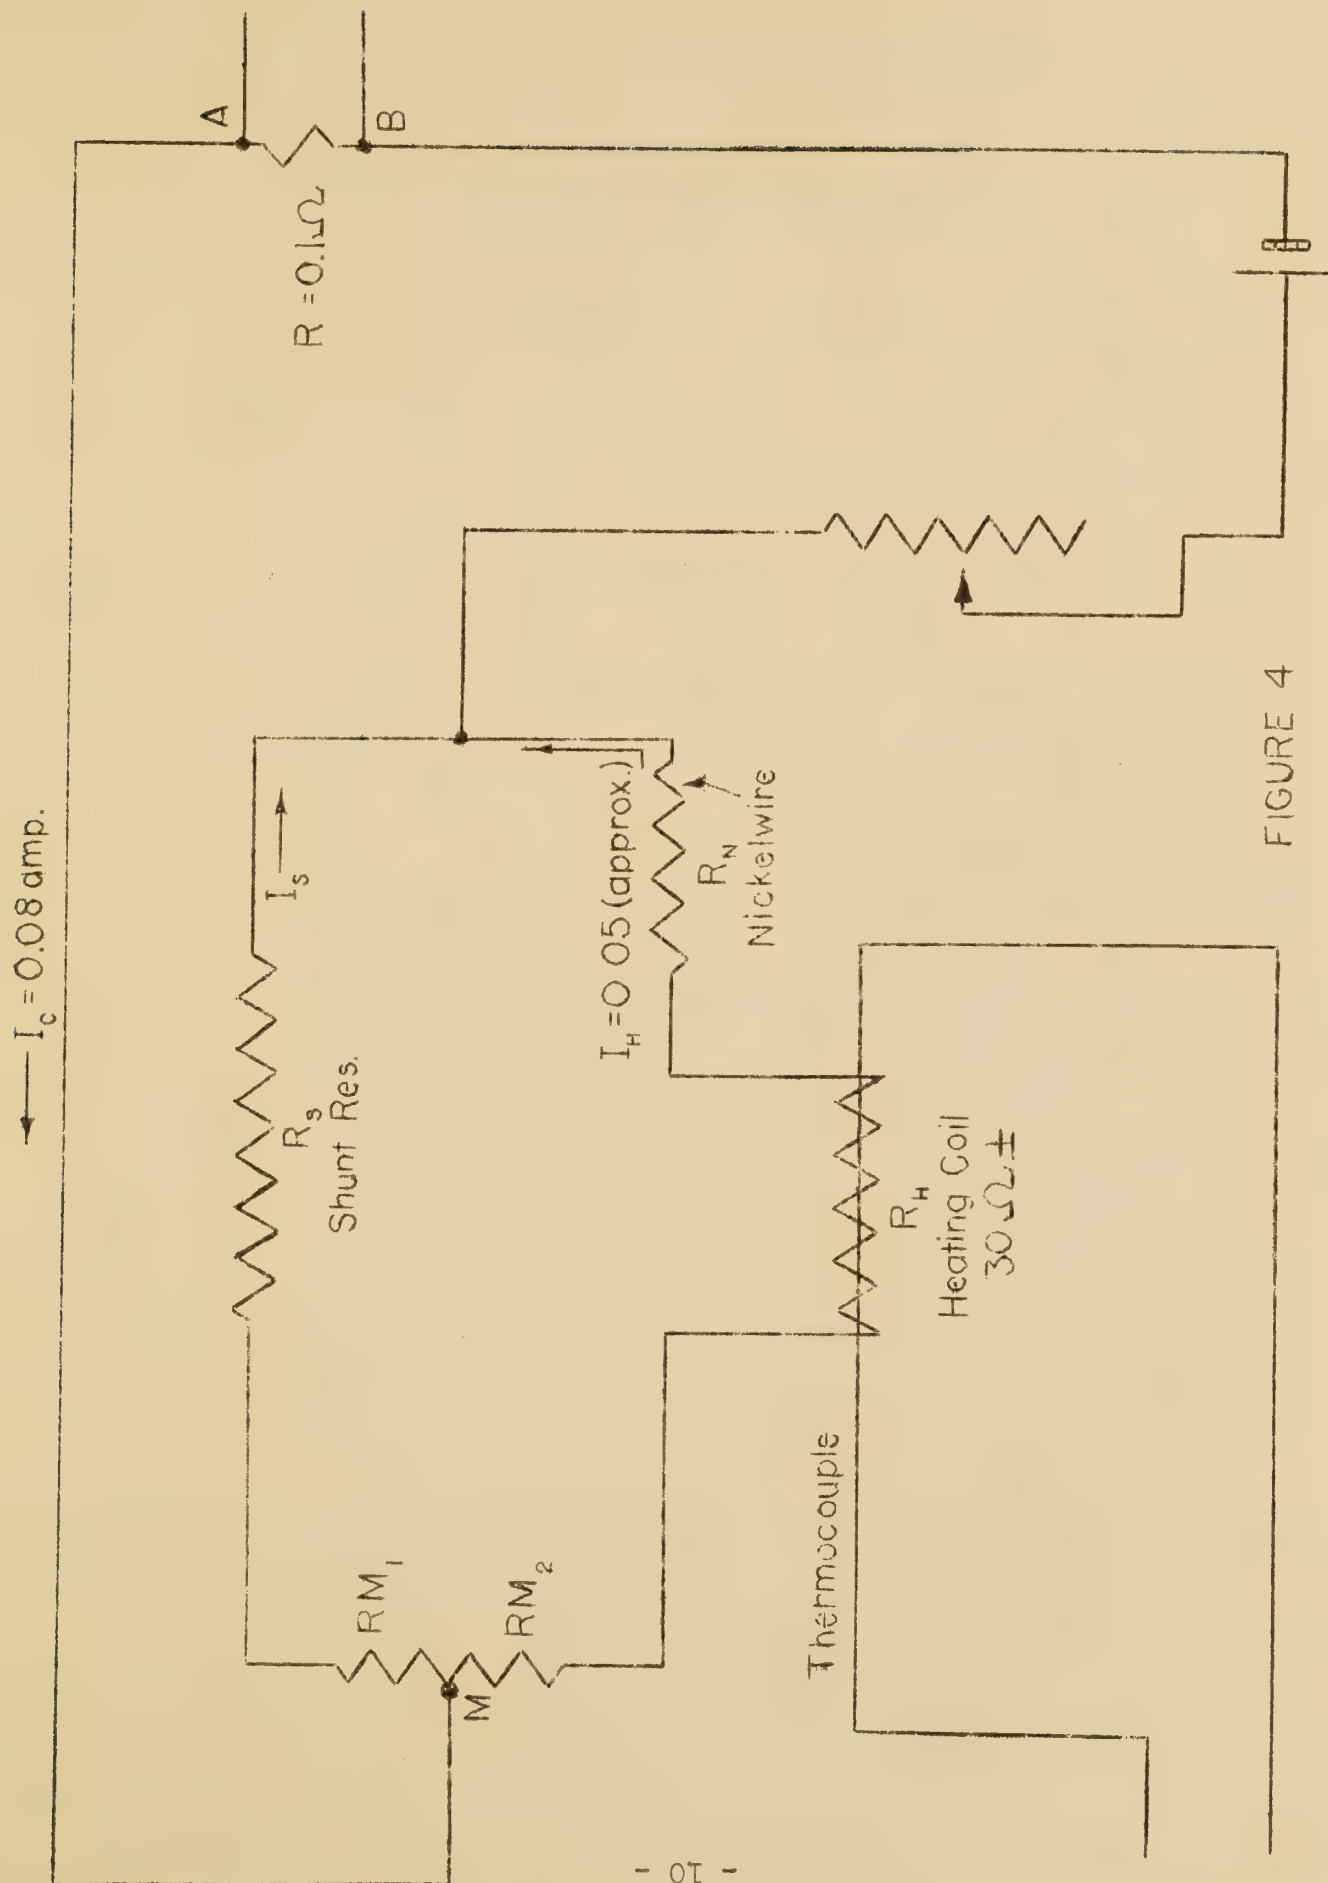 ← I_C = 0.08 amp.
A
B
R = 0.1Ω
I_S →
R_S
Shunt Res.
I_H = 0 05 (approx.)
R_N
Nickelwire
RM_1
RM_2
M
R_H
Heating Coil
30 Ω ±
Thermocouple
FIGURE 4
- 10 -